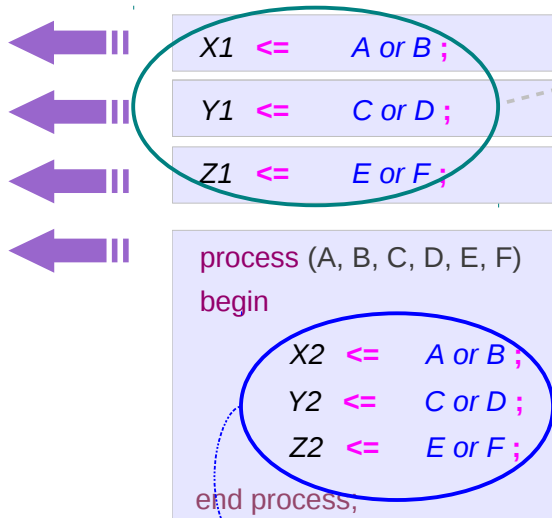 X1 <= A or B ;
Y1 <= C or D ;
Z1 <= E or F ;
process (A, B, C, D, E, F)
begin
X2 <= A or B ;
Y2 <= C or D ;
Z2 <= E or F ;
end process;